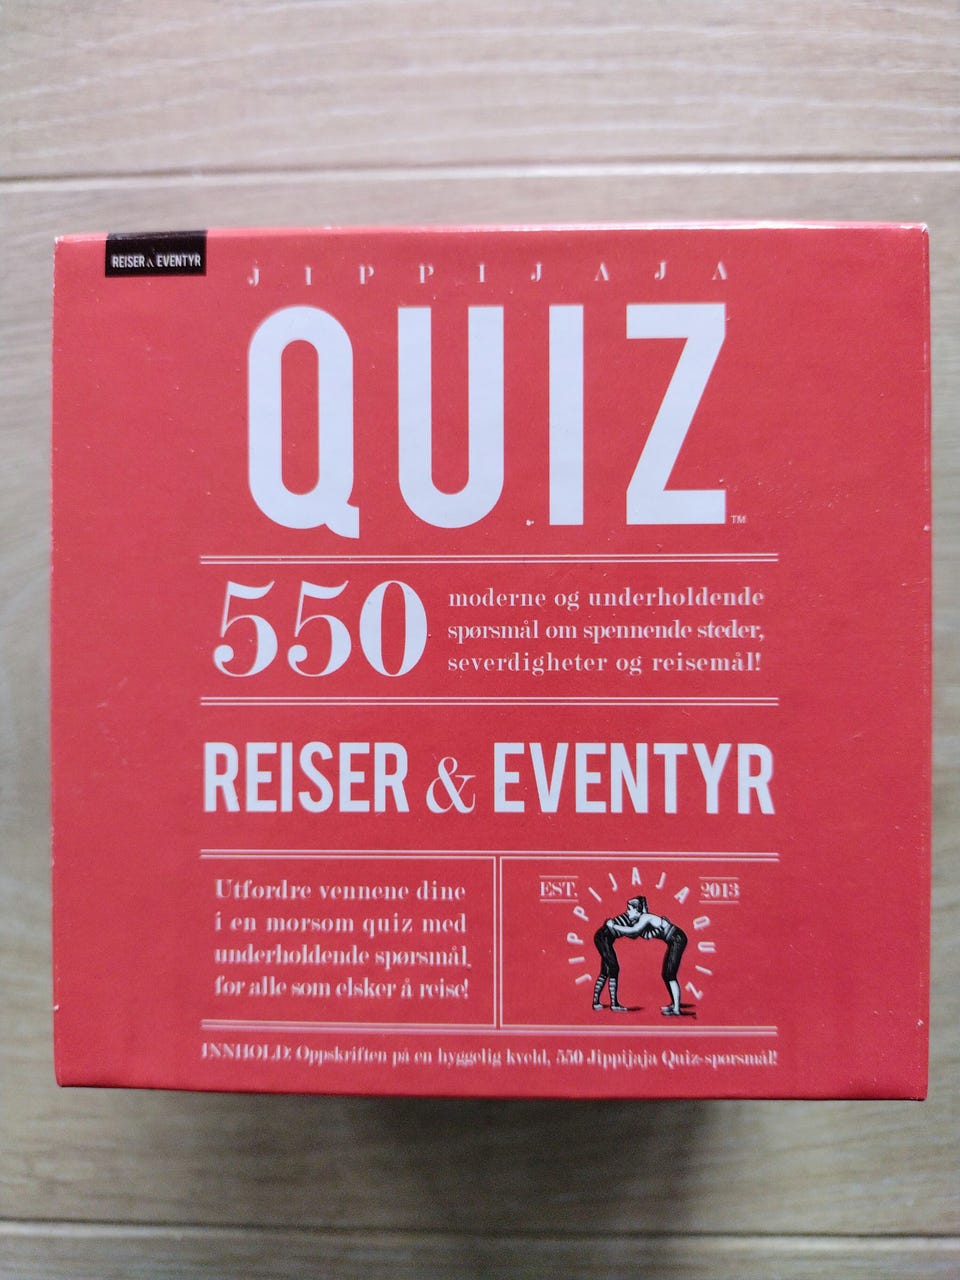 REISER & EVENTYR
JIPPIJAJA
QUIZ™
550
moderne og underholdende
spørsmål om spennende steder,
severdigheter og reisemål!
REISER & EVENTYR
Utfordre vennene dine
i en morsom quiz med
underholdende spørsmål,
for alle som elsker å reise!
EST. 2013
JIPPIJAJA QUIZ
INNHOLD: Oppskriften på en hyggelig kveld, 550 Jippijaja Quiz-spørsmål!